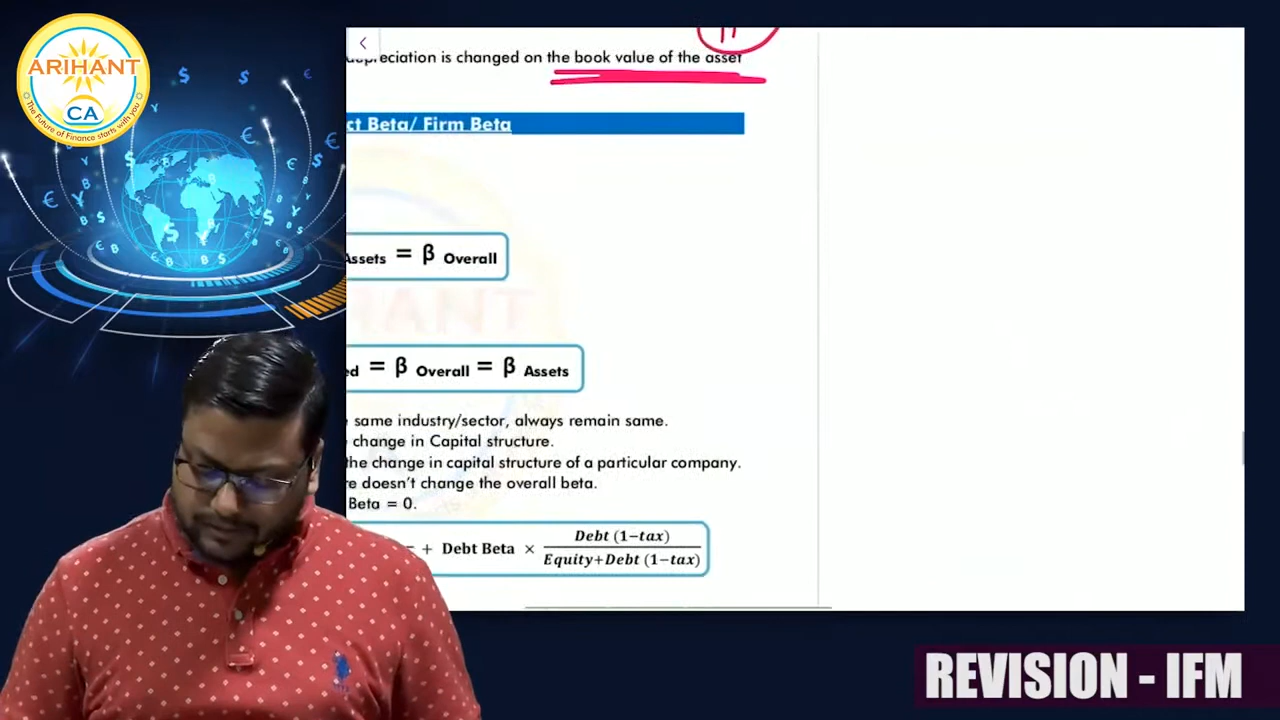 ARIHANT
CA
The Future of Finance starts with you
depreciation is changed on the book value of the asset
ct Beta/ Firm Beta
Assets = β Overall
ed = β Overall = β Assets
same industry/sector, always remain same.
change in Capital structure.
the change in capital structure of a particular company.
re doesn't change the overall beta.
Beta = 0.
+ Debt Beta × Debt (1−tax)
Equity+Debt (1−tax)
REVISION - IFM